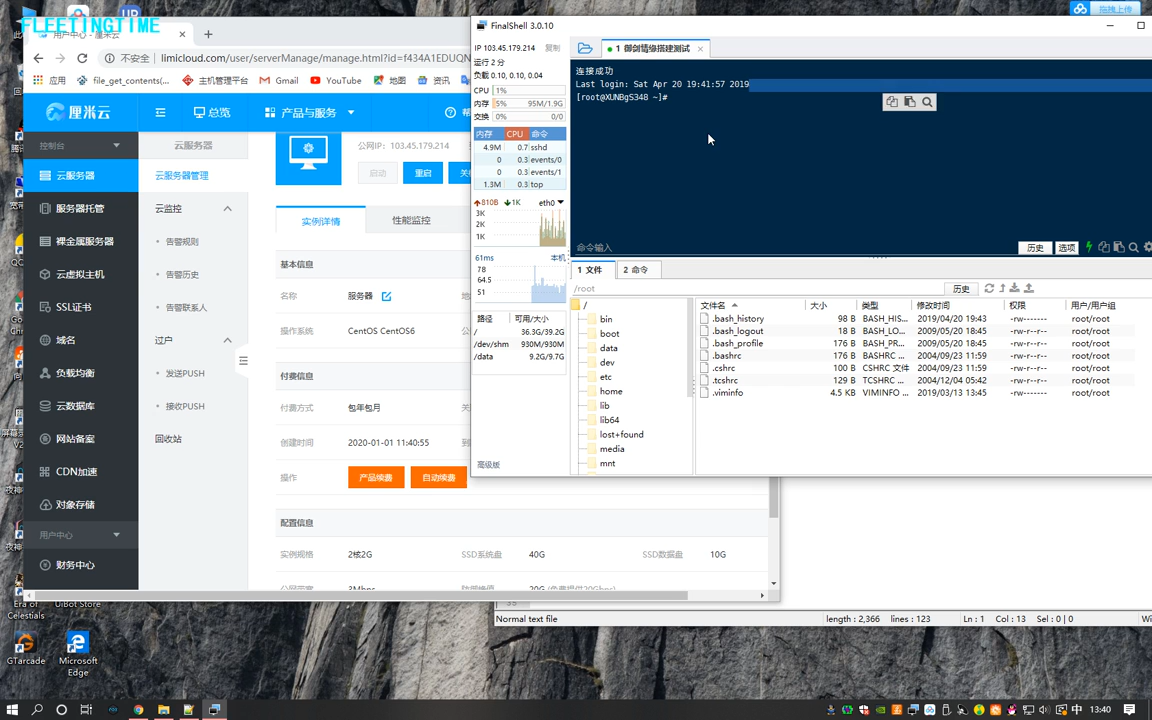 FLEETINGTIME
用户中心 - 厘米云
不安全
limicloud.com/user/serverManage/manage.html?id=f434A1EDUQN
应用
file_get_contents(...
主机管理平台
Gmail
YouTube
地图
资讯
厘米云
总览
产品与服务
控制台
云服务器
服务器托管
裸金属服务器
云虚拟主机
SSL证书
域名
负载均衡
云数据库
网站备案
CDN加速
对象存储
用户中心
财务中心
云服务器
云服务器管理
云监控
告警规则
告警历史
告警联系人
过户
发送PUSH
接收PUSH
回收站
公网IP: 103.45.179.214
启动
重启
实例详情
性能监控
基本信息
名称
服务器
操作系统
CentOS CentOS6
付费信息
付费方式
包年包月
创建时间
2020-01-01 11:40:55
操作
产品续费
自动续费
配置信息
实例规格
2核2G
SSD系统盘
40G
SSD数据盘
10G
FinalShell 3.0.10
IP 103.45.179.214
复制
运行 2 分
负载 0.10, 0.10, 0.04
CPU
1%
内存
5%
95M/1.9G
交换
0%
0/0
内存
CPU
命令
4.9M
0.7
sshd
0
0.3
events/0
0
0.3
events/1
1.3M
0.3
top
810B
1K
eth0
3K
2K
1K
61ms
本机
78
64.5
51
路径
可用/大小
/
36.3G/39.2G
/dev/shm
930M/930M
/data
9.2G/9.7G
高级版
1 御剑情缘搭建测试
连接成功
Last login: Sat Apr 20 19:41:57 2019
[root@XUNBgS348 ~]#
命令输入
历史
选项
1 文件
2 命令
/root
历史
/
bin
boot
data
dev
etc
home
lib
lib64
lost+found
media
mnt
文件名
大小
类型
修改时间
权限
用户/用户组
.bash_history
98 B
BASH_HIS...
2019/04/20 19:43
-rw-------
root/root
.bash_logout
18 B
BASH_LO...
2009/05/20 18:45
-rw-r--r--
root/root
.bash_profile
176 B
BASH_PR...
2009/05/20 18:45
-rw-r--r--
root/root
.bashrc
176 B
BASHRC ...
2004/09/23 11:59
-rw-r--r--
root/root
.cshrc
100 B
CSHRC 文件
2004/09/23 11:59
-rw-r--r--
root/root
.tcshrc
129 B
TCSHRC ...
2004/12/04 05:42
-rw-r--r--
root/root
.viminfo
4.5 KB
VIMINFO ...
2019/03/13 13:45
-rw-------
root/root
35
Normal text file
length : 2,366
lines : 123
Ln : 1
Col : 13
Sel : 0 | 0
Era of
Celestials
UiBot Store
GTarcade
Microsoft
Edge
拖拽上传
中
13:40